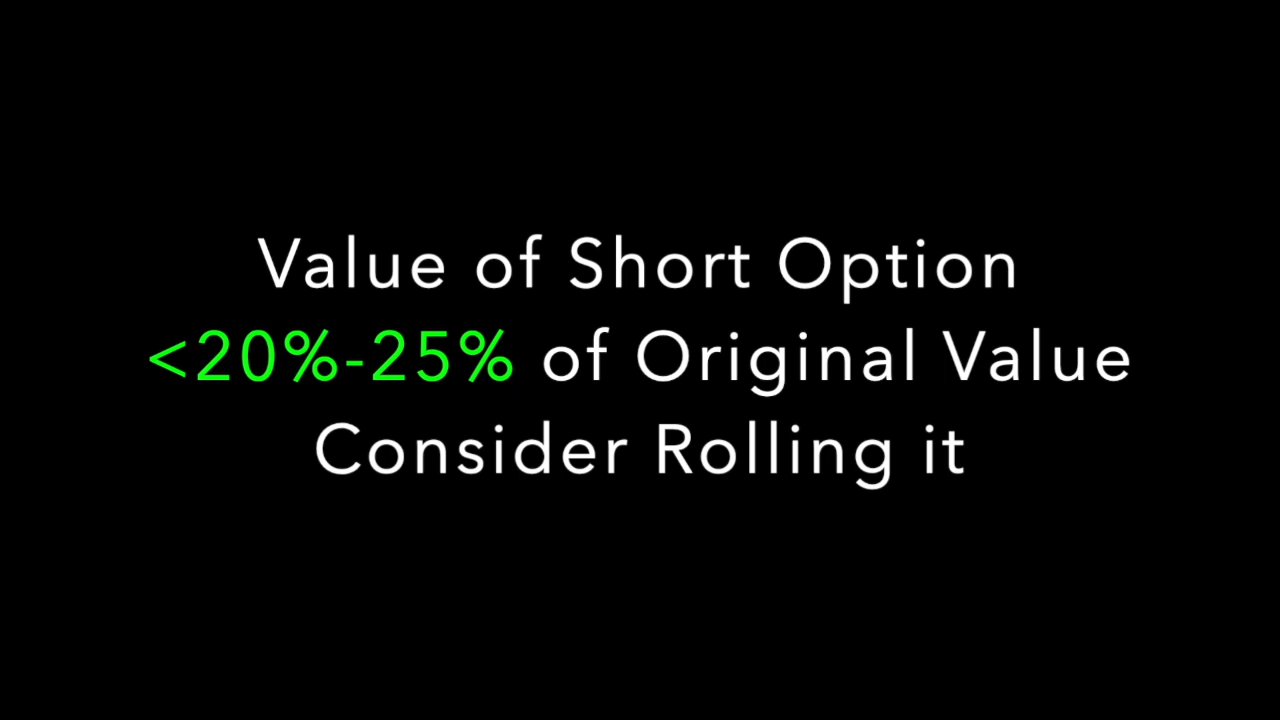 Value of Short Option
<20%-25% of Original Value
Consider Rolling it